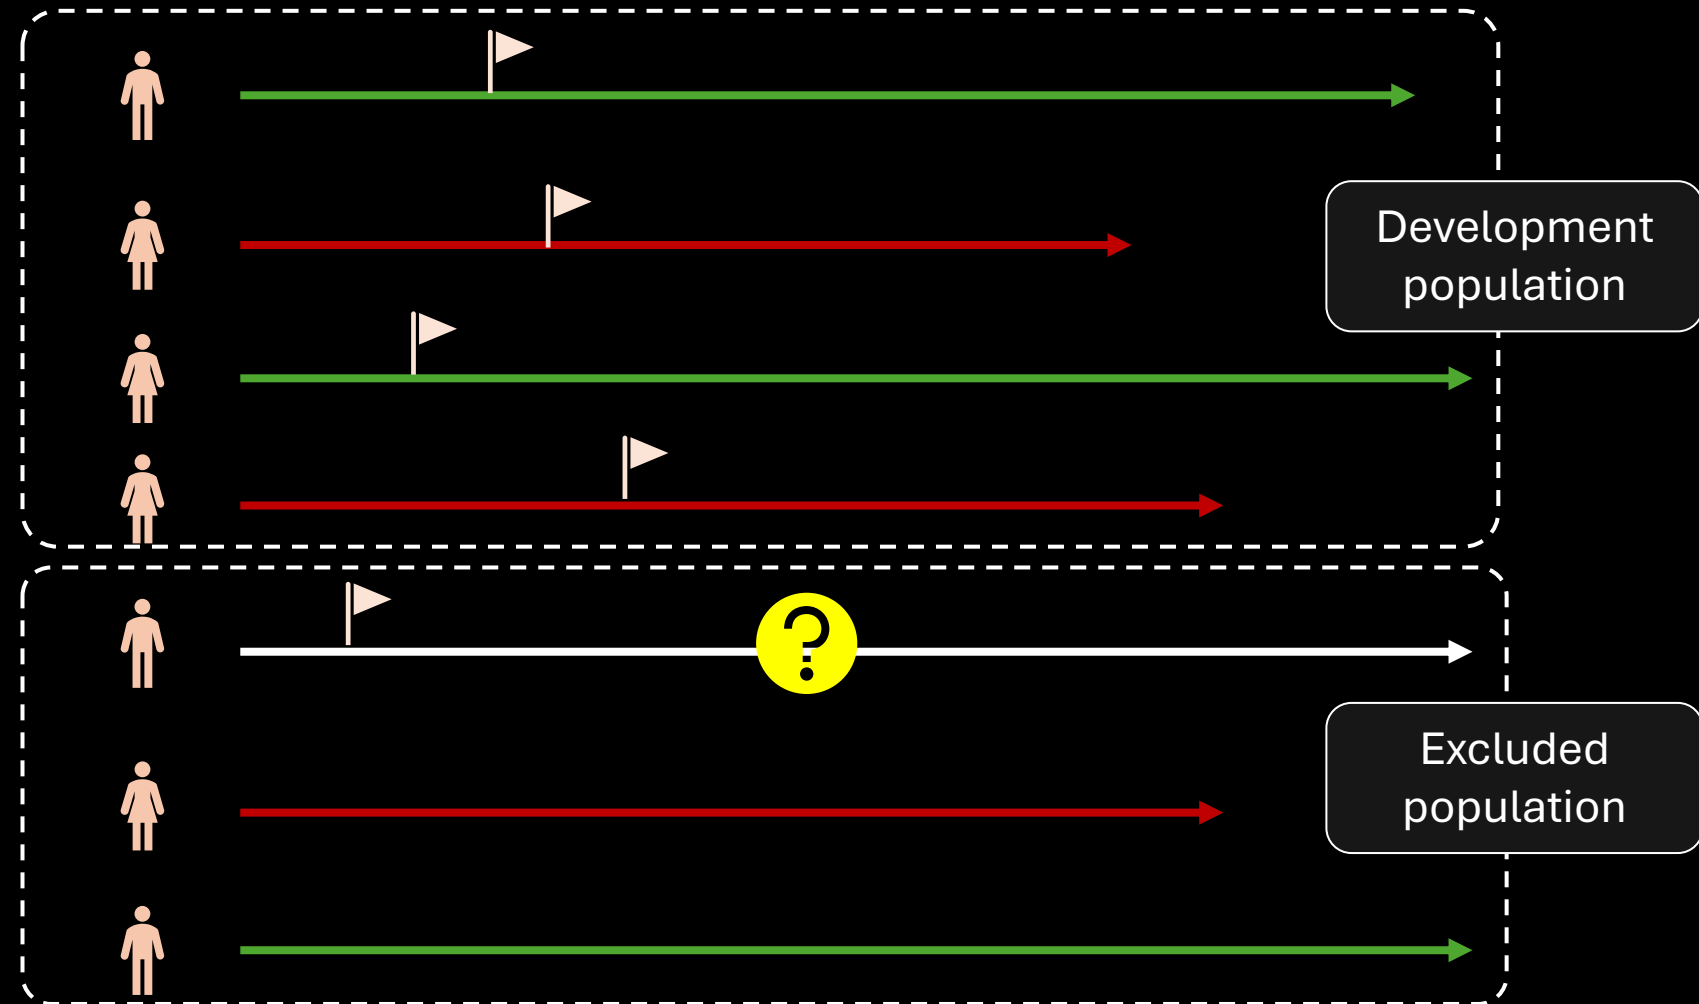 Development
population
?
Excluded
population